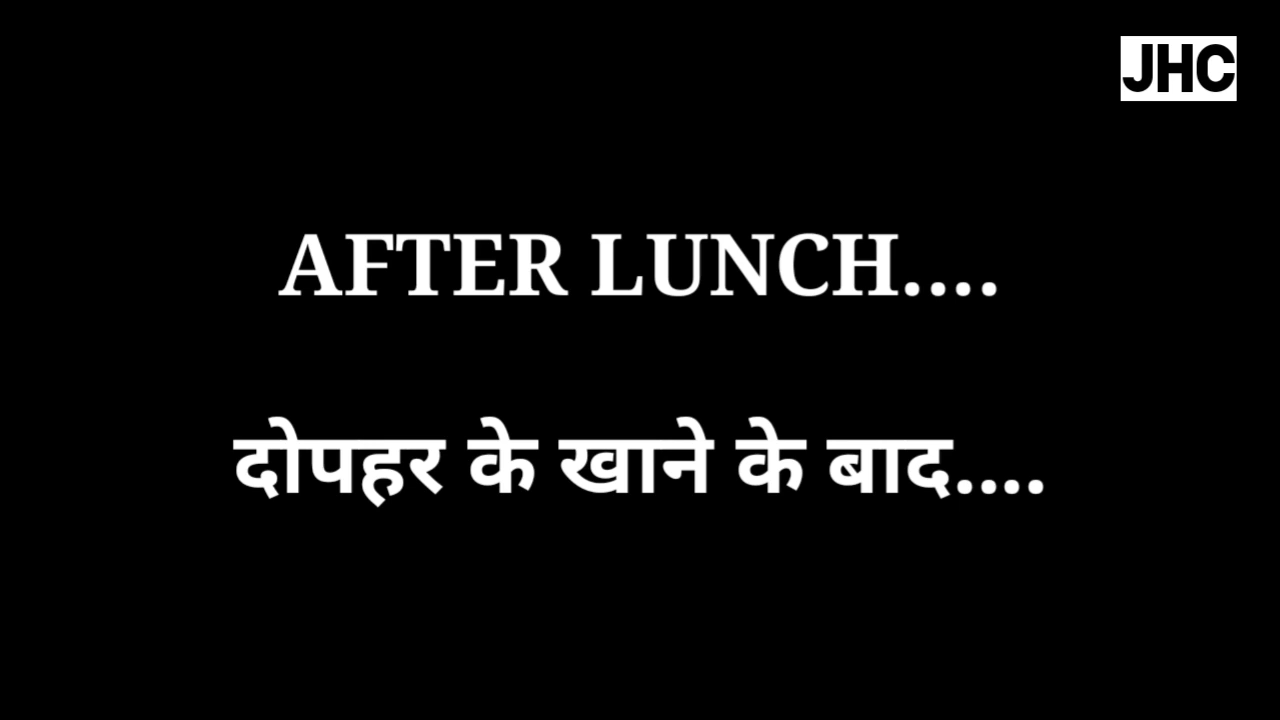 JHC
AFTER LUNCH....
दोपहर के खाने के बाद....